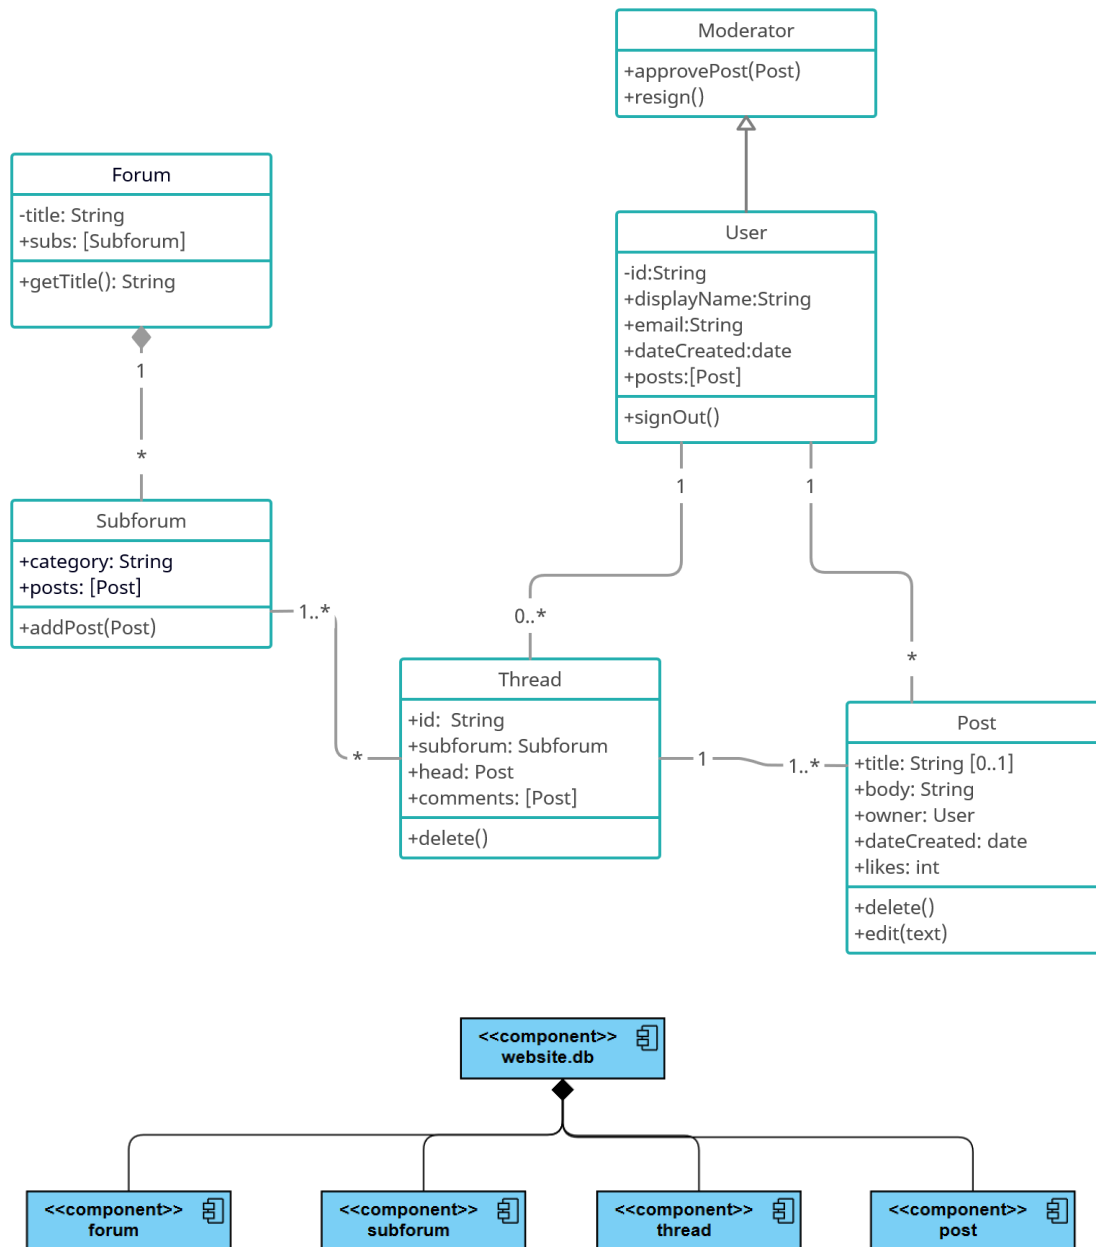 Moderator
+approvePost(Post)
+resign()
Forum
-title: String
+subs: [Subforum]
+getTitle(): String
User
-id:String
+displayName:String
+email:String
+dateCreated:date
+posts:[Post]
+signOut()
1
*
1
1
Subforum
+category: String
+posts: [Post]
+addPost(Post)
1..*
0..*
*
Thread
+id:  String
+subforum: Subforum
+head: Post
+comments: [Post]
+delete()
*
1
1..*
Post
+title: String [0..1]
+body: String
+owner: User
+dateCreated: date
+likes: int
+delete()
+edit(text)
<<component>>
website.db
<<component>>
forum
<<component>>
subforum
<<component>>
thread
<<component>>
post